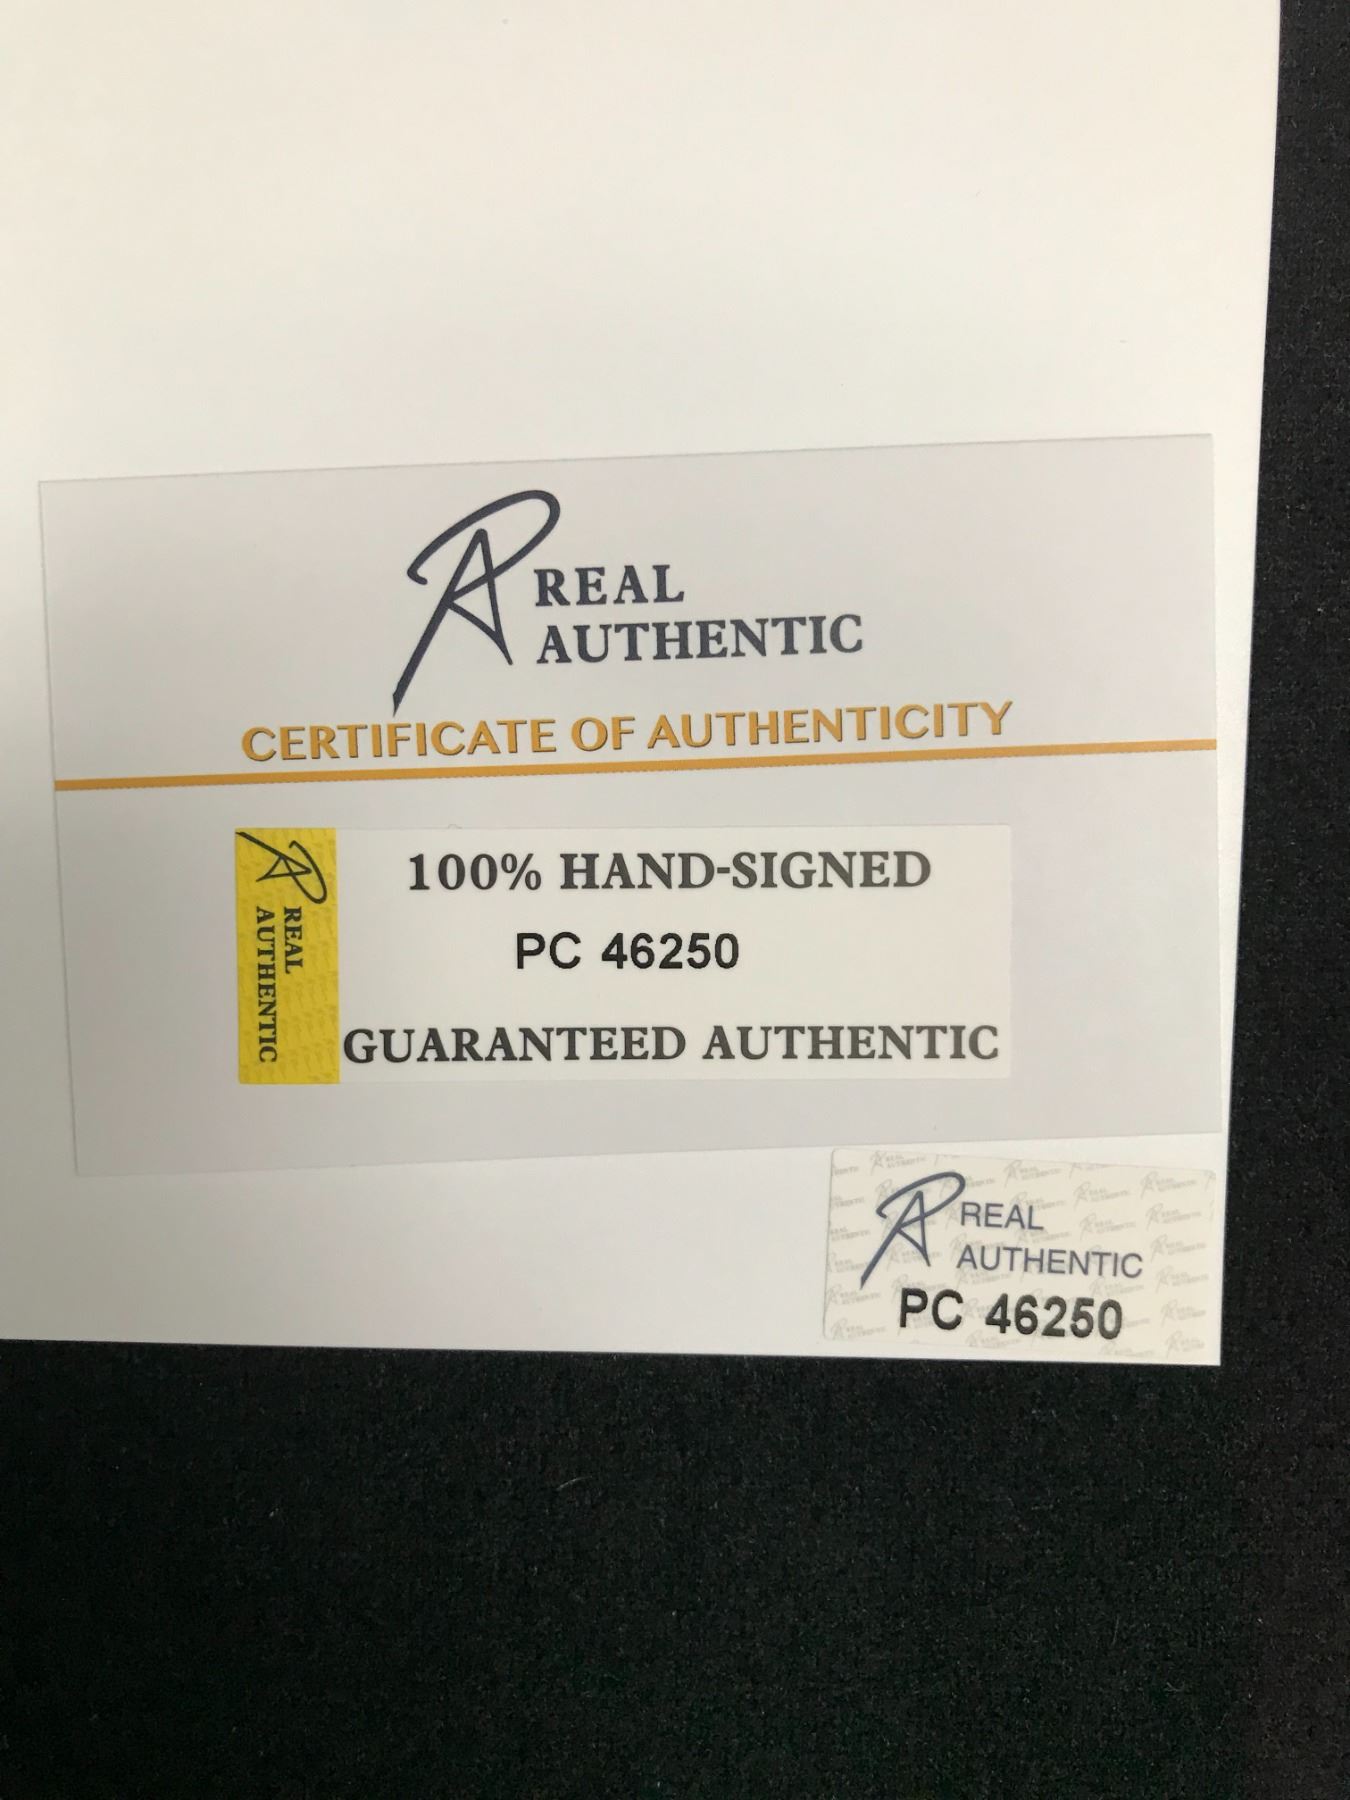 REAL
AUTHENTIC
CERTIFICATE OF AUTHENTICITY
REAL
AUTHENTIC
100% HAND-SIGNED
PC 46250
GUARANTEED AUTHENTIC
REAL
AUTHENTIC
PC 46250